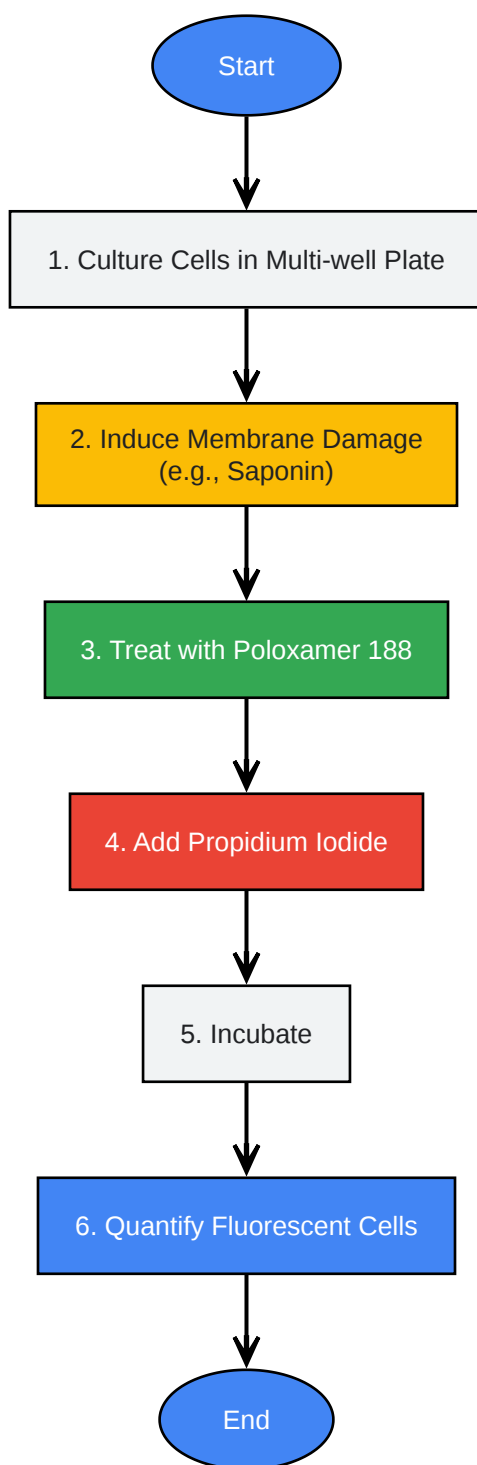 Start
1. Culture Cells in Multi-well Plate
2. Induce Membrane Damage
(e.g., Saponin)
3. Treat with Poloxamer 188
4. Add Propidium Iodide
5. Incubate
6. Quantify Fluorescent Cells
End